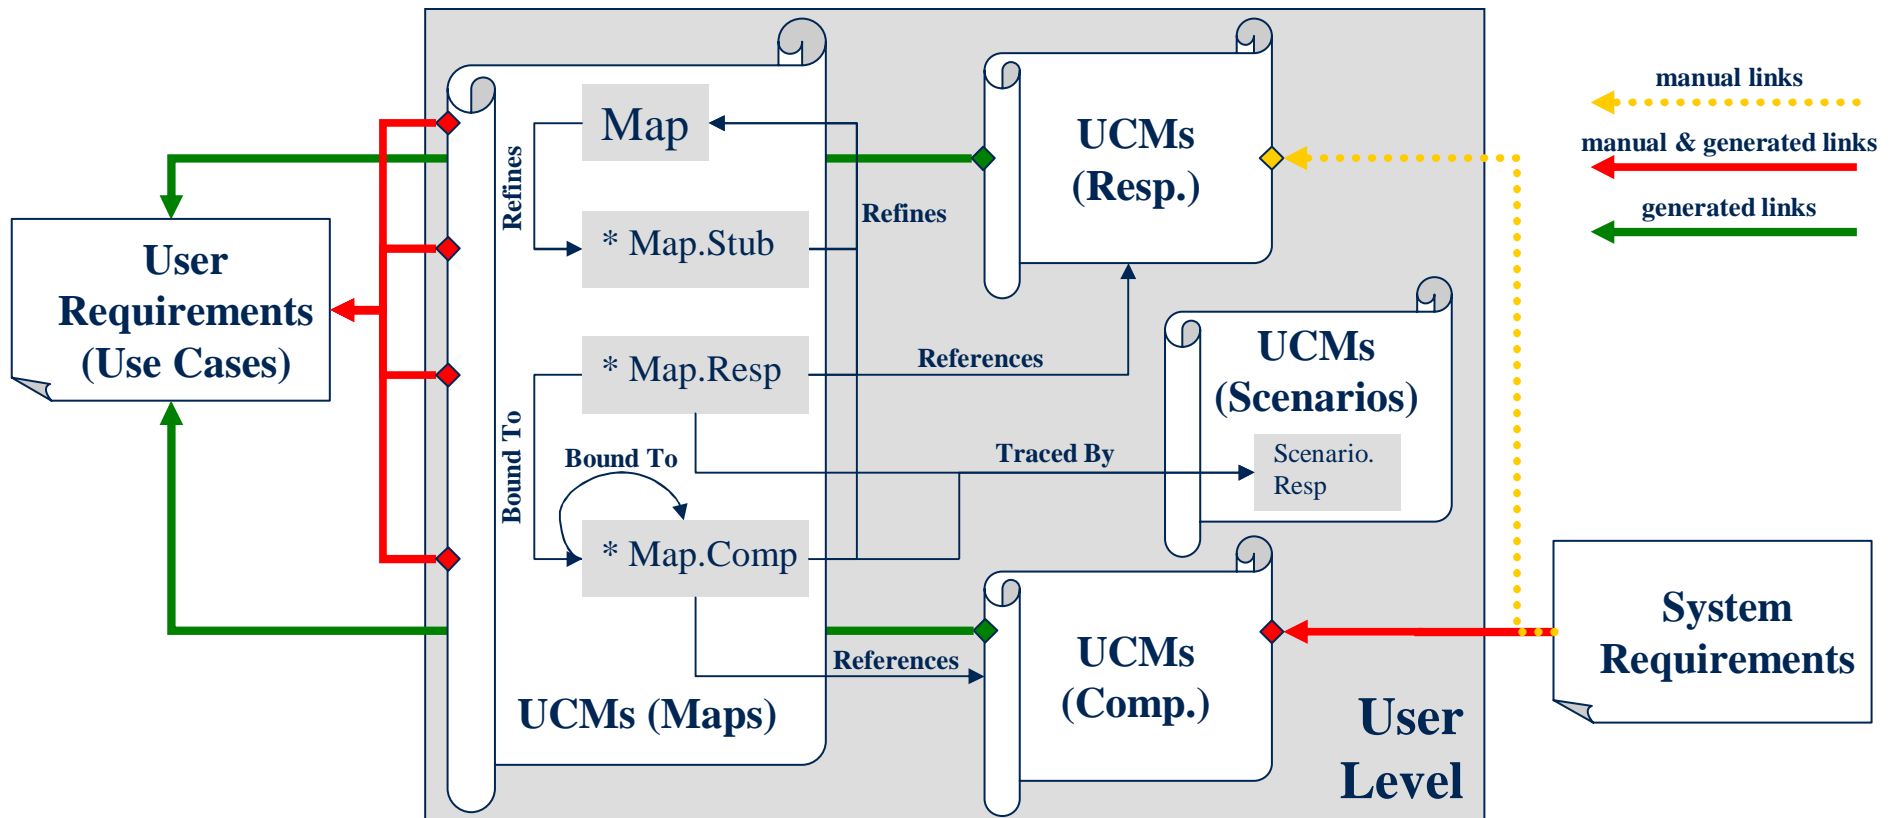 manual links
manual & generated links
generated links
User
Requirements
(Use Cases)
Map
Refines
* Map.Stub
Refines
* Map.Resp
Bound To
Bound To
* Map.Comp
UCMs (Maps)
References
Traced By
References
UCMs
(Resp.)
UCMs
(Scenarios)
Scenario.
Resp
UCMs
(Comp.)
User
Level
System
Requirements